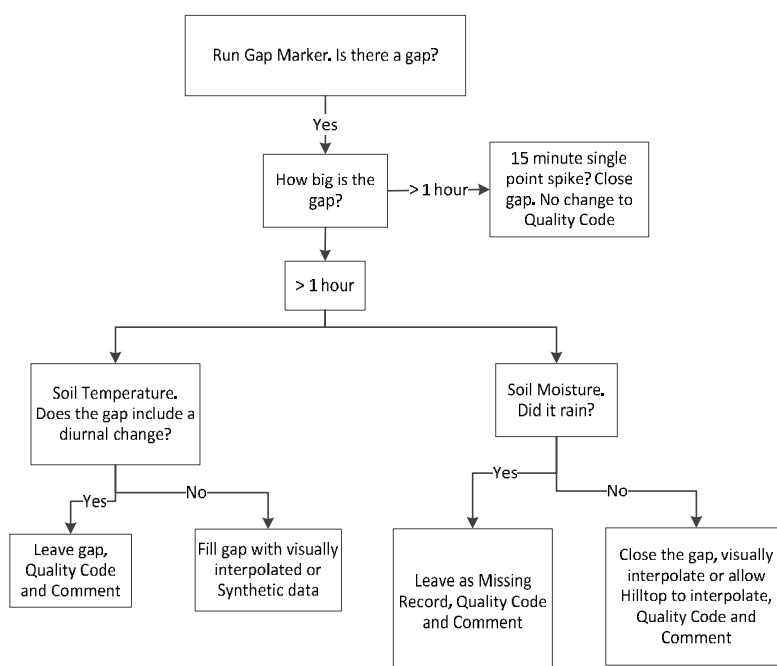 Run Gap Marker. Is there a gap?
Yes
How big is the
gap?
> 1 hour
15 minute single
point spike? Close
gap. No change to
Quality Code
> 1 hour
Soil Temperature.
Does the gap include a
diurnal change?
Soil Moisture.
Did it rain?
Yes
No
Yes
No
Leave gap,
Quality Code
and Comment
Fill gap with visually
interpolated or
Synthetic data
Leave as Missing
Record, Quality Code
and Comment
Close the gap, visually
interpolate or allow
Hilltop to interpolate,
Quality Code and
Comment